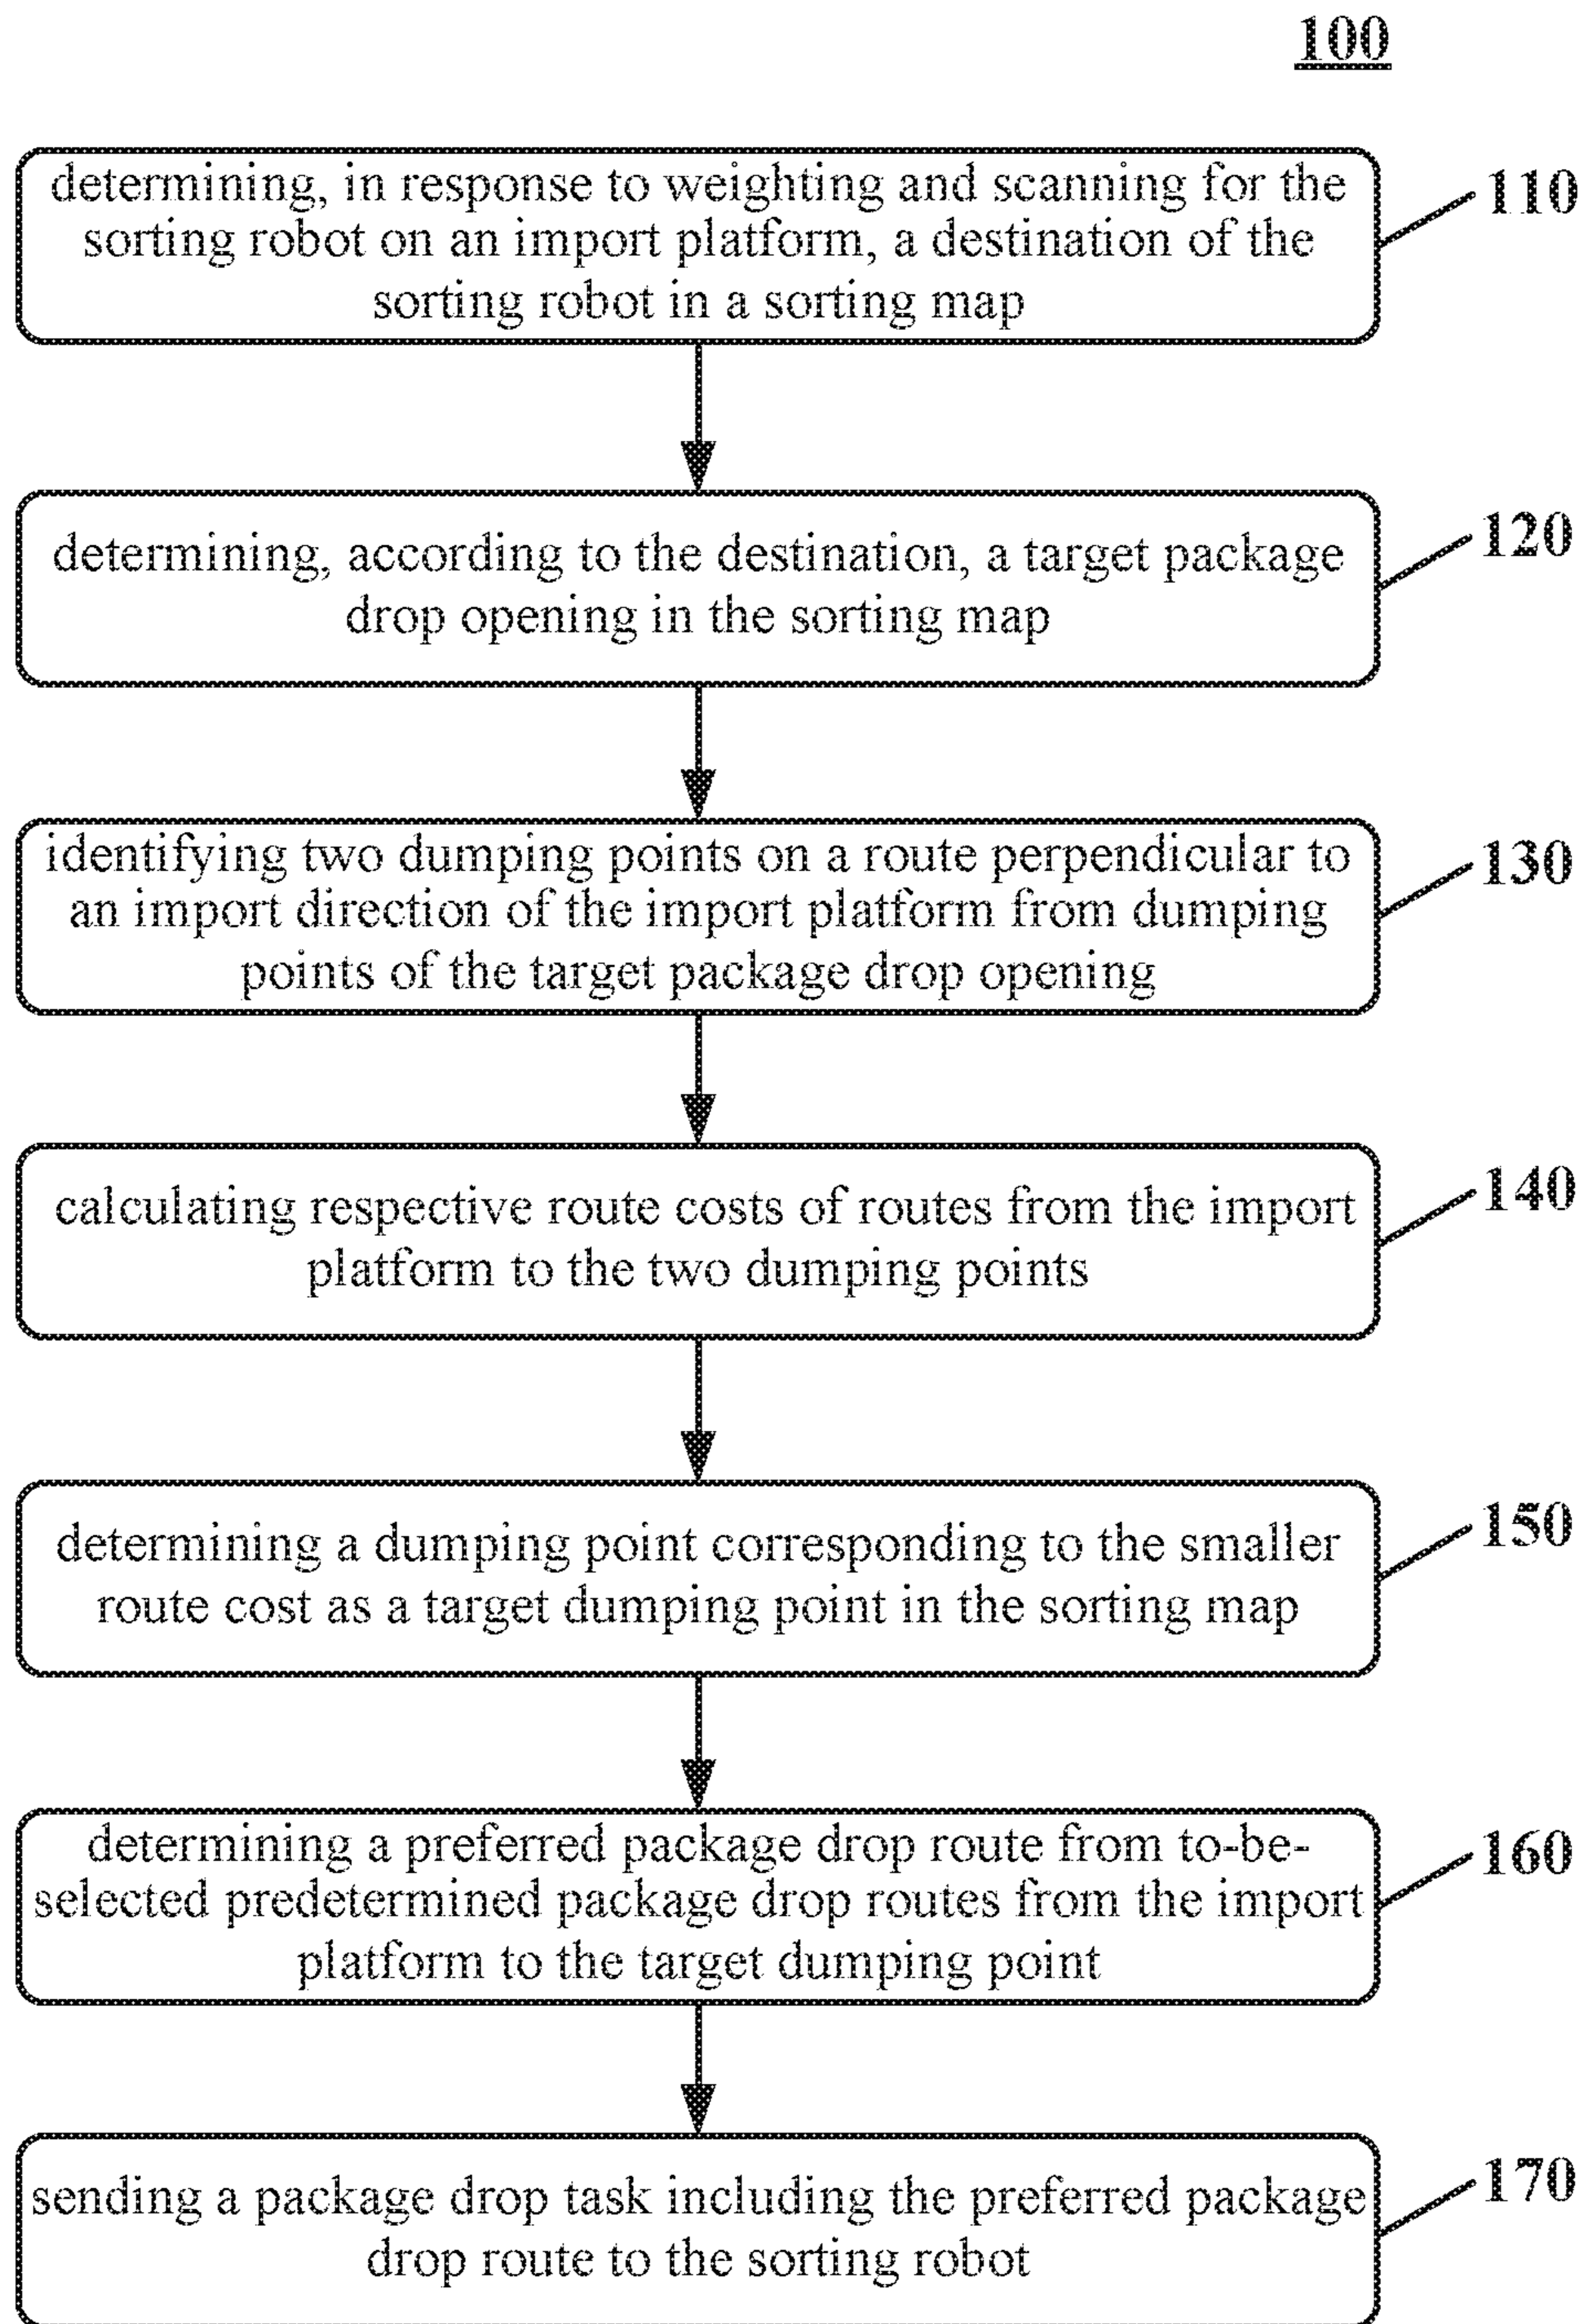 100
determining, in response to weighting and scanning for the
sorting robot on an import platform, a destination of the
sorting robot in a sorting map
110
determining, according to the destination, a target package
drop opening in the sorting map
120
identifying two dumping points on a route perpendicular to
an import direction of the import platform from dumping
points of the target package drop opening
130
calculating respective route costs of routes from the import
platform to the two dumping points
140
determining a dumping point corresponding to the smaller
route cost as a target dumping point in the sorting map
150
determining a preferred package drop route from to-be-
selected predetermined package drop routes from the import
platform to the target dumping point
160
sending a package drop task including the preferred package
drop route to the sorting robot
170